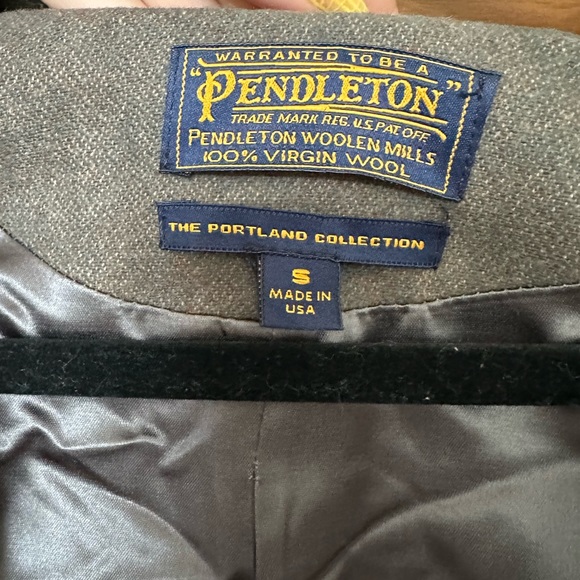 WARRANTED TO BE A
"PENDLETON"
TRADE MARK REG. U.S. PAT. OFF.
PENDLETON WOOLEN MILLS
100% VIRGIN WOOL
THE PORTLAND COLLECTION
S
MADE IN
USA